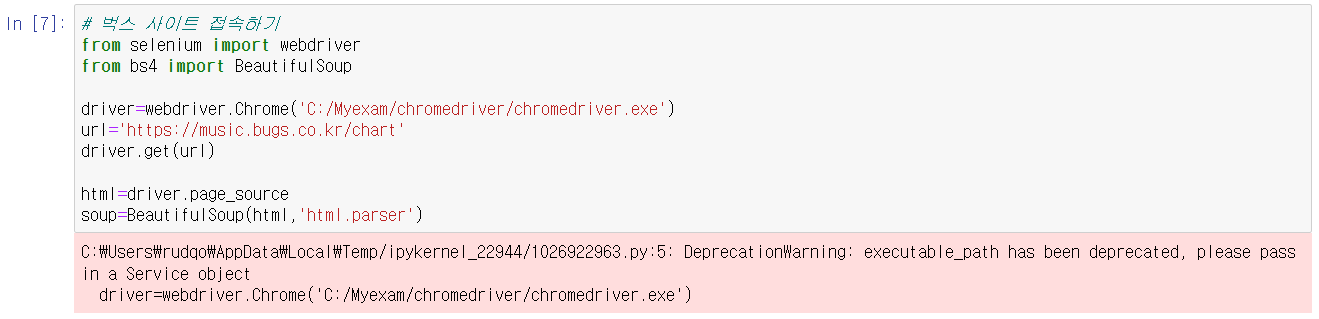 In [7]: # 벅스 사이트 접속하기
from selenium import webdriver
from bs4 import BeautifulSoup
driver=webdriver.Chrome('C:/Myexam/chromedriver/chromedriver.exe')
url='https://music.bugs.co.kr/chart'
driver.get(url)
html=driver.page_source
soup=BeautifulSoup(html,'html.parser')
C:₩Users₩rudqo₩AppData₩Local₩Temp/ipykernel_22944/1026922963.py:5: DeprecationWarning: executable_path has been deprecated, please pass
in a Service object
driver=webdriver.Chrome('C:/Myexam/chromedriver/chromedriver.exe')